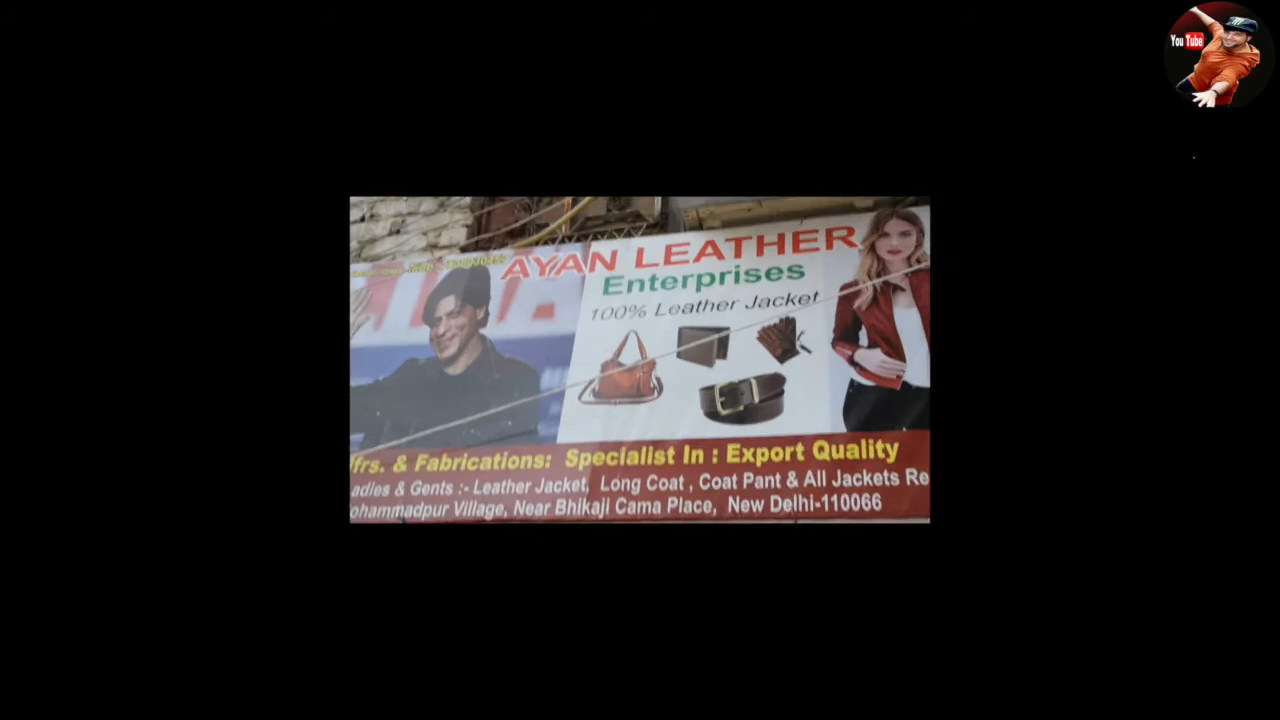 You Tube
AYAN LEATHER
Enterprises
100% Leather Jacket
frs. & Fabrications: Specialist In : Export Quality
adies & Gents :- Leather Jacket, Long Coat , Coat Pant & All Jackets Re
ohammadpur Village, Near Bhikaji Cama Place, New Delhi-110066